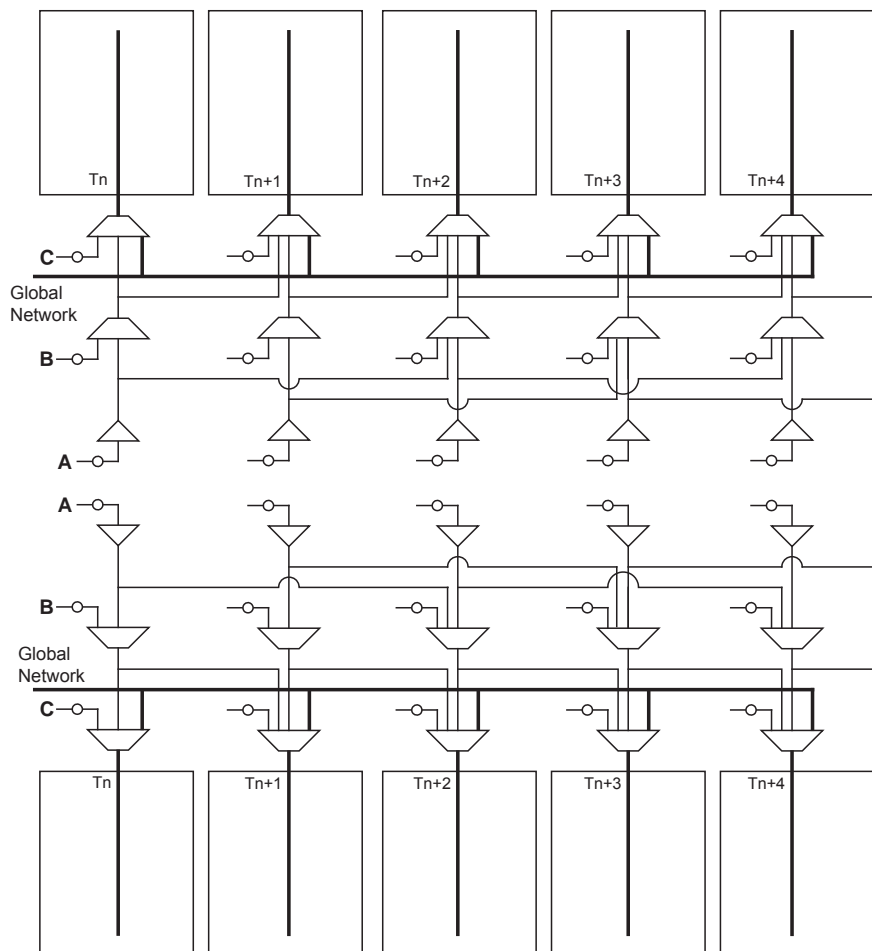 Tn
Tn+1
Tn+2
Tn+3
Tn+4
C
Global
Network
B
A
A
B
Global
Network
C
Tn
Tn+1
Tn+2
Tn+3
Tn+4